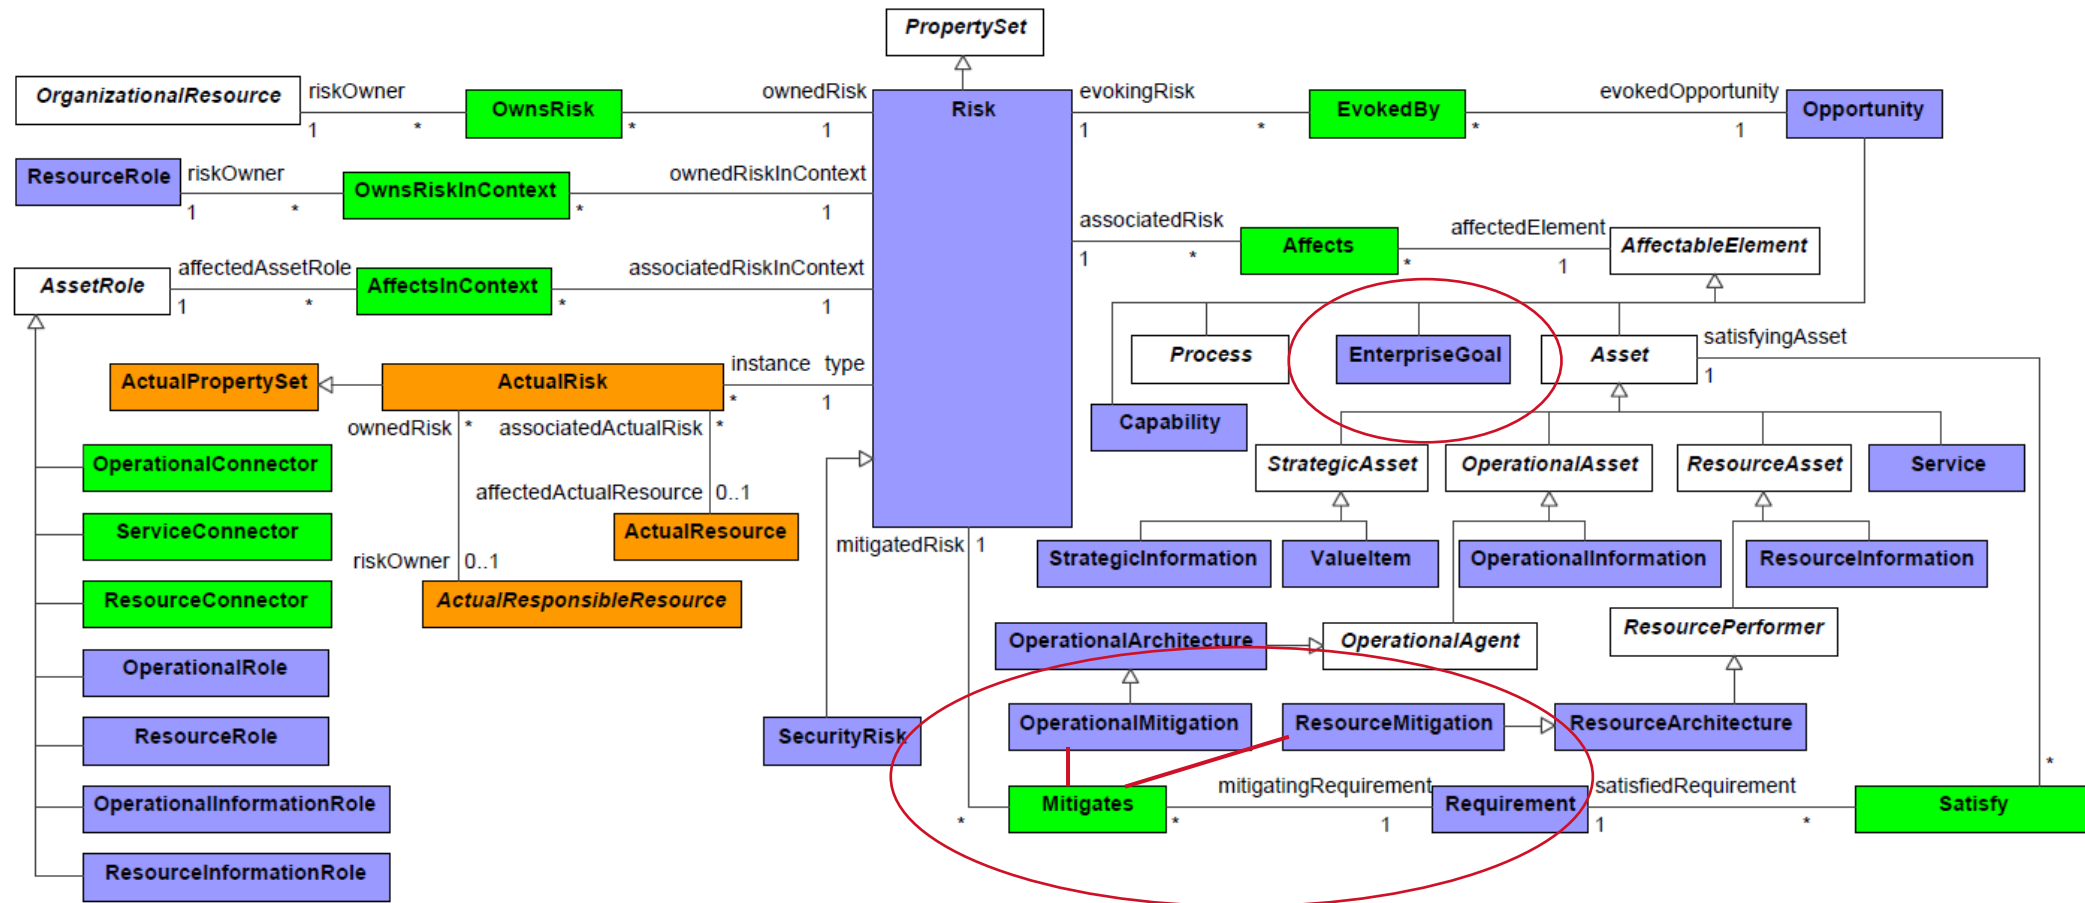 PropertySet
OrganizationalResource
riskOwner
1
*
OwnsRisk
*
ownedRisk
1
Risk
evokingRisk
1
*
EvokedBy
*
evokedOpportunity
1
Opportunity
ResourceRole
riskOwner
1
*
OwnsRiskInContext
*
ownedRiskInContext
1
associatedRisk
1
*
Affects
*
affectedElement
1
AffectableElement
AssetRole
affectedAssetRole
1
*
AffectsInContext
*
associatedRiskInContext
1
Process
EnterpriseGoal
Asset
satisfyingAsset
1
Capability
ActualPropertySet
ActualRisk
instance
*
type
1
ownedRisk
*
associatedActualRisk
*
affectedActualResource
0..1
ActualResource
riskOwner
0..1
ActualResponsibleResource
OperationalConnector
ServiceConnector
ResourceConnector
OperationalRole
ResourceRole
OperationalInformationRole
ResourceInformationRole
StrategicAsset
OperationalAsset
ResourceAsset
Service
StrategicInformation
ValueItem
OperationalInformation
ResourceInformation
mitigatedRisk
1
OperationalArchitecture
OperationalAgent
ResourcePerformer
SecurityRisk
OperationalMitigation
ResourceMitigation
ResourceArchitecture
*
Mitigates
*
mitigatingRequirement
1
Requirement
satisfiedRequirement
1
*
*
Satisfy